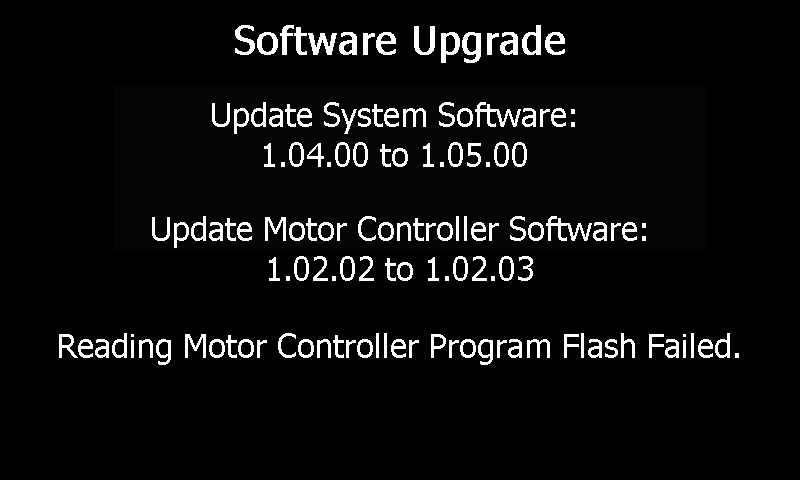 Software Upgrade
Update System Software:
1.04.00 to 1.05.00
Update Motor Controller Software:
1.02.02 to 1.02.03
Reading Motor Controller Program Flash Failed.